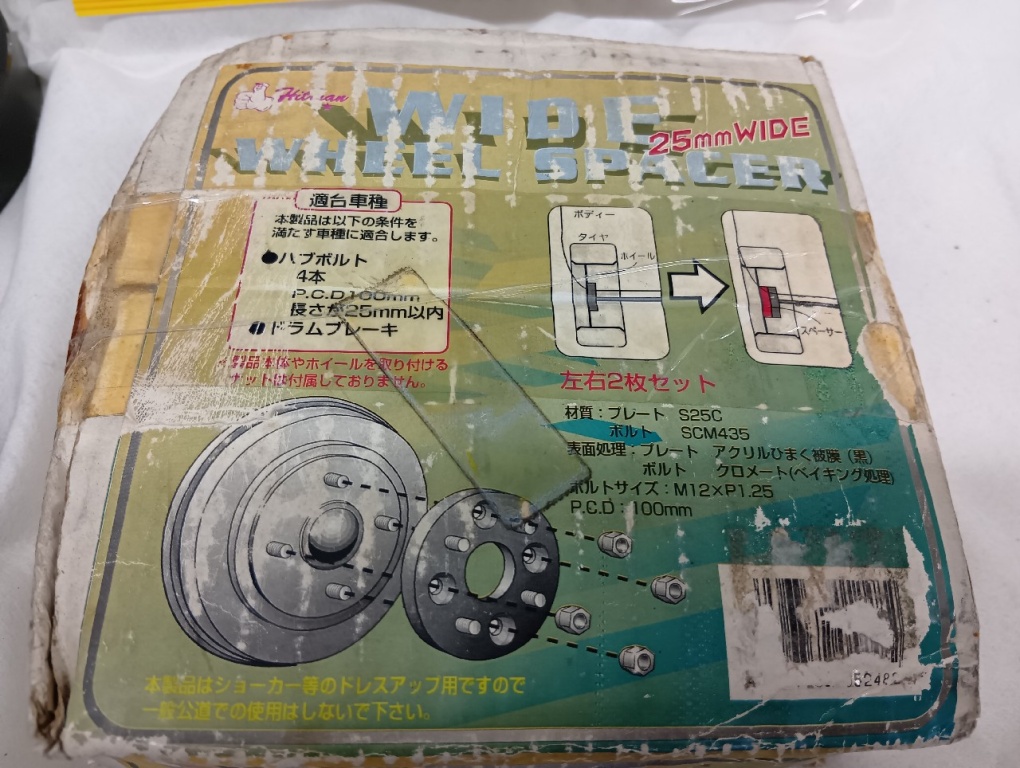 Hitman
WIDE
25mmWIDE
WHEEL SPACER
適合車種
本製品は以下の条件を
満たす車種に適合します。
●ハブボルト
4本
P.C.D100mm
長さが25mm以内
●ドラムブレーキ
製品本体やホイールを取り付ける
ナットは付属しておりません。
ボディー
タイヤ
ホイール
スペーサー
左右2枚セット
材質：プレート S25C
ボルト SCM435
表面処理：プレート アクリルひまく被膜（黒）
ボルト クロメート(ベイキング処理)
ボルトサイズ：M12×P1.25
P.C.D：100mm
本製品はショーカー等のドレスアップ用ですので
一般公道での使用はしないで下さい。